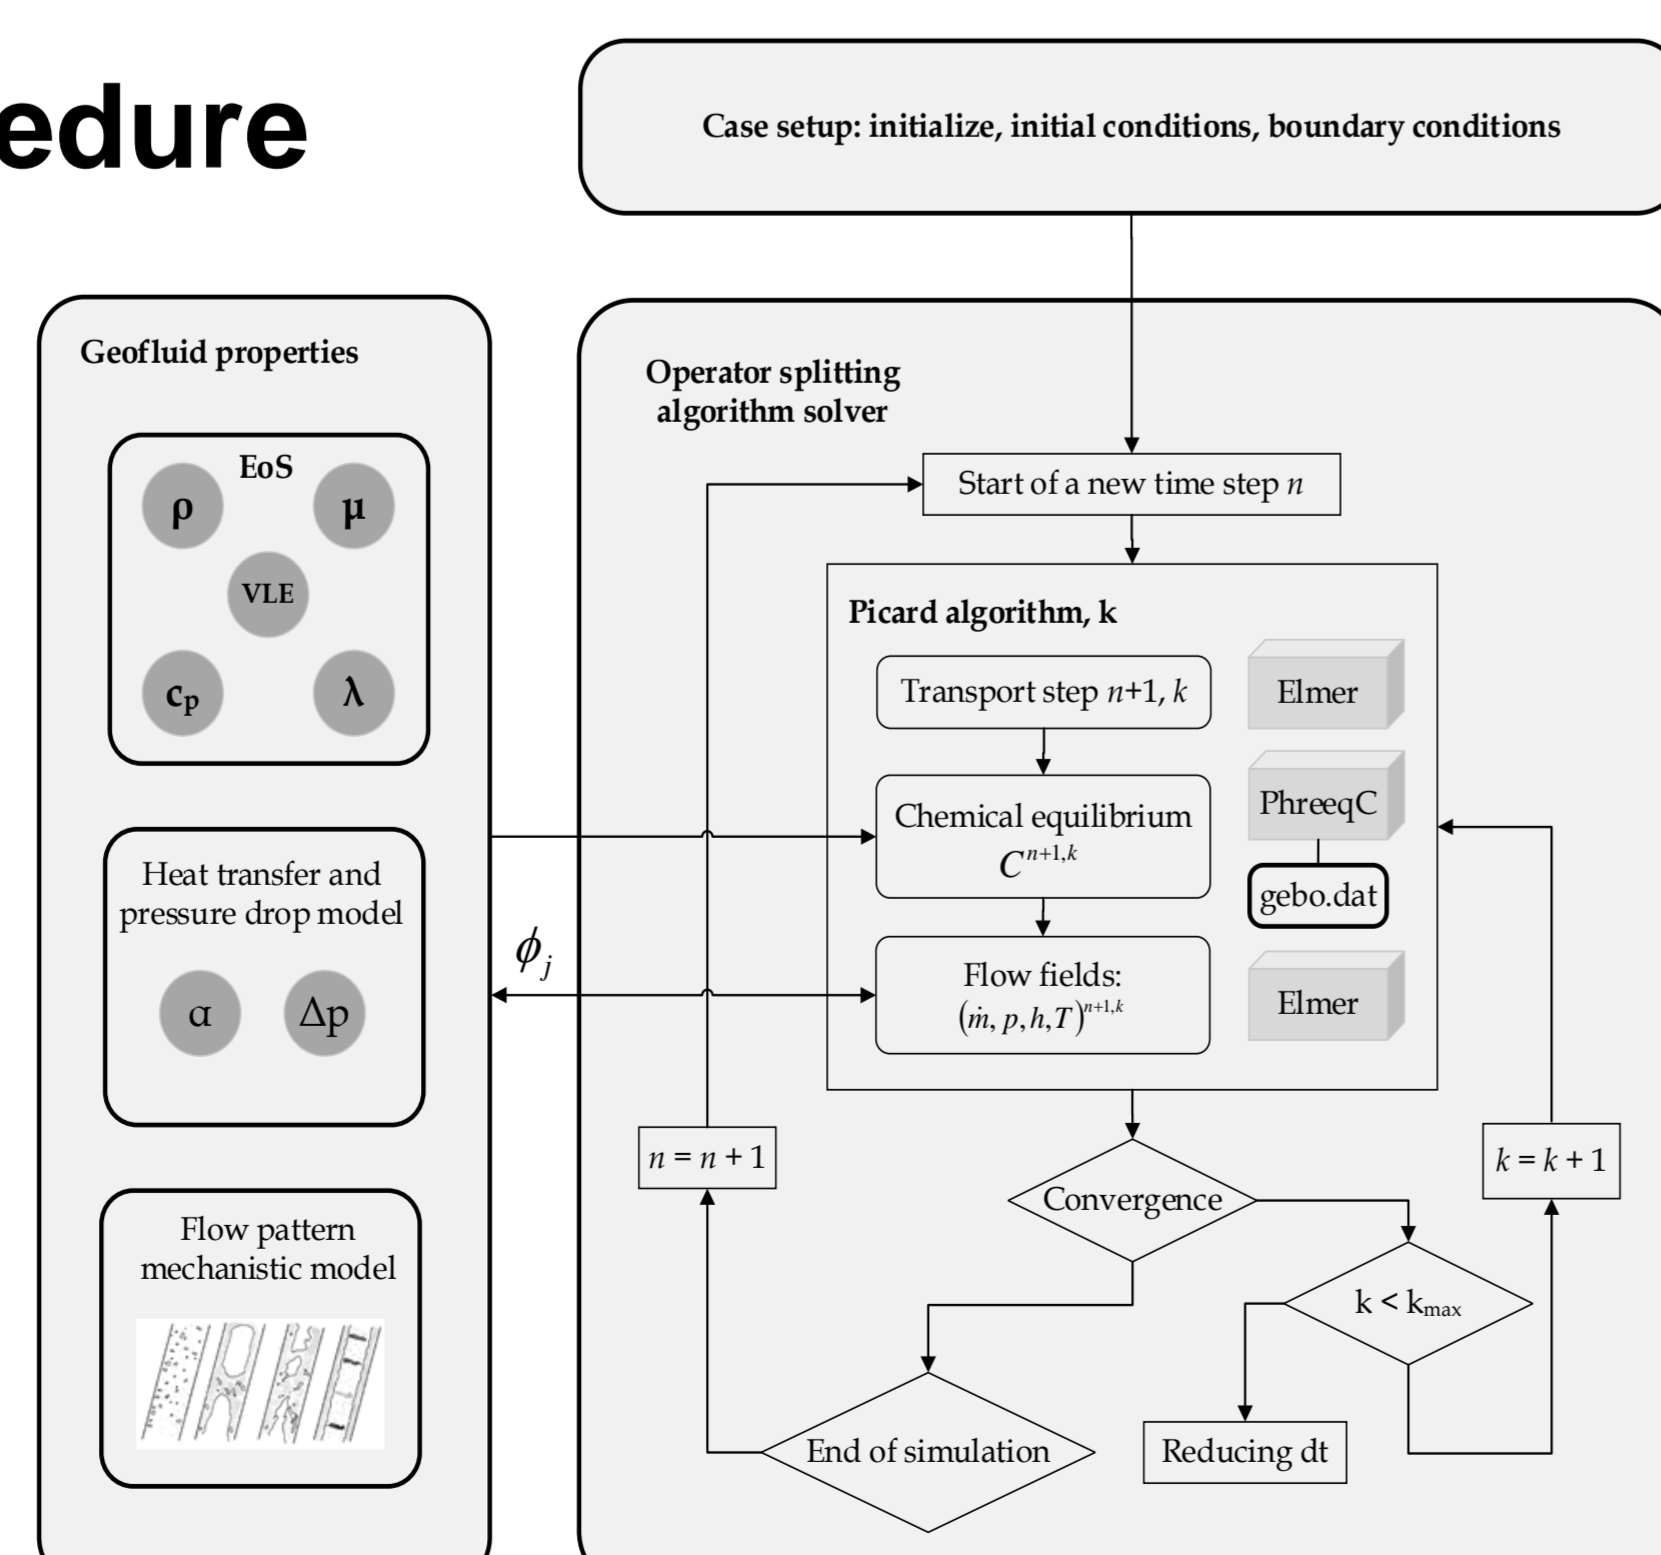 edure
Case setup: initialize, initial conditions, boundary conditions
Geofluid properties
EoS
ρ
μ
VLE
cₚ
λ
Heat transfer and
pressure drop model
α
Δp
Flow pattern
mechanistic model
ϕⱼ
Operator splitting
algorithm solver
Start of a new time step n
Picard algorithm, k
Transport step n+1, k
Elmer
Chemical equilibrium
Cⁿ⁺¹,ᵏ
PhreeqC
gebo.dat
Flow fields:
(ṁ, p, h, T)ⁿ⁺¹,ᵏ
Elmer
n = n + 1
k = k + 1
Convergence
k < kₘₐₓ
End of simulation
Reducing dt